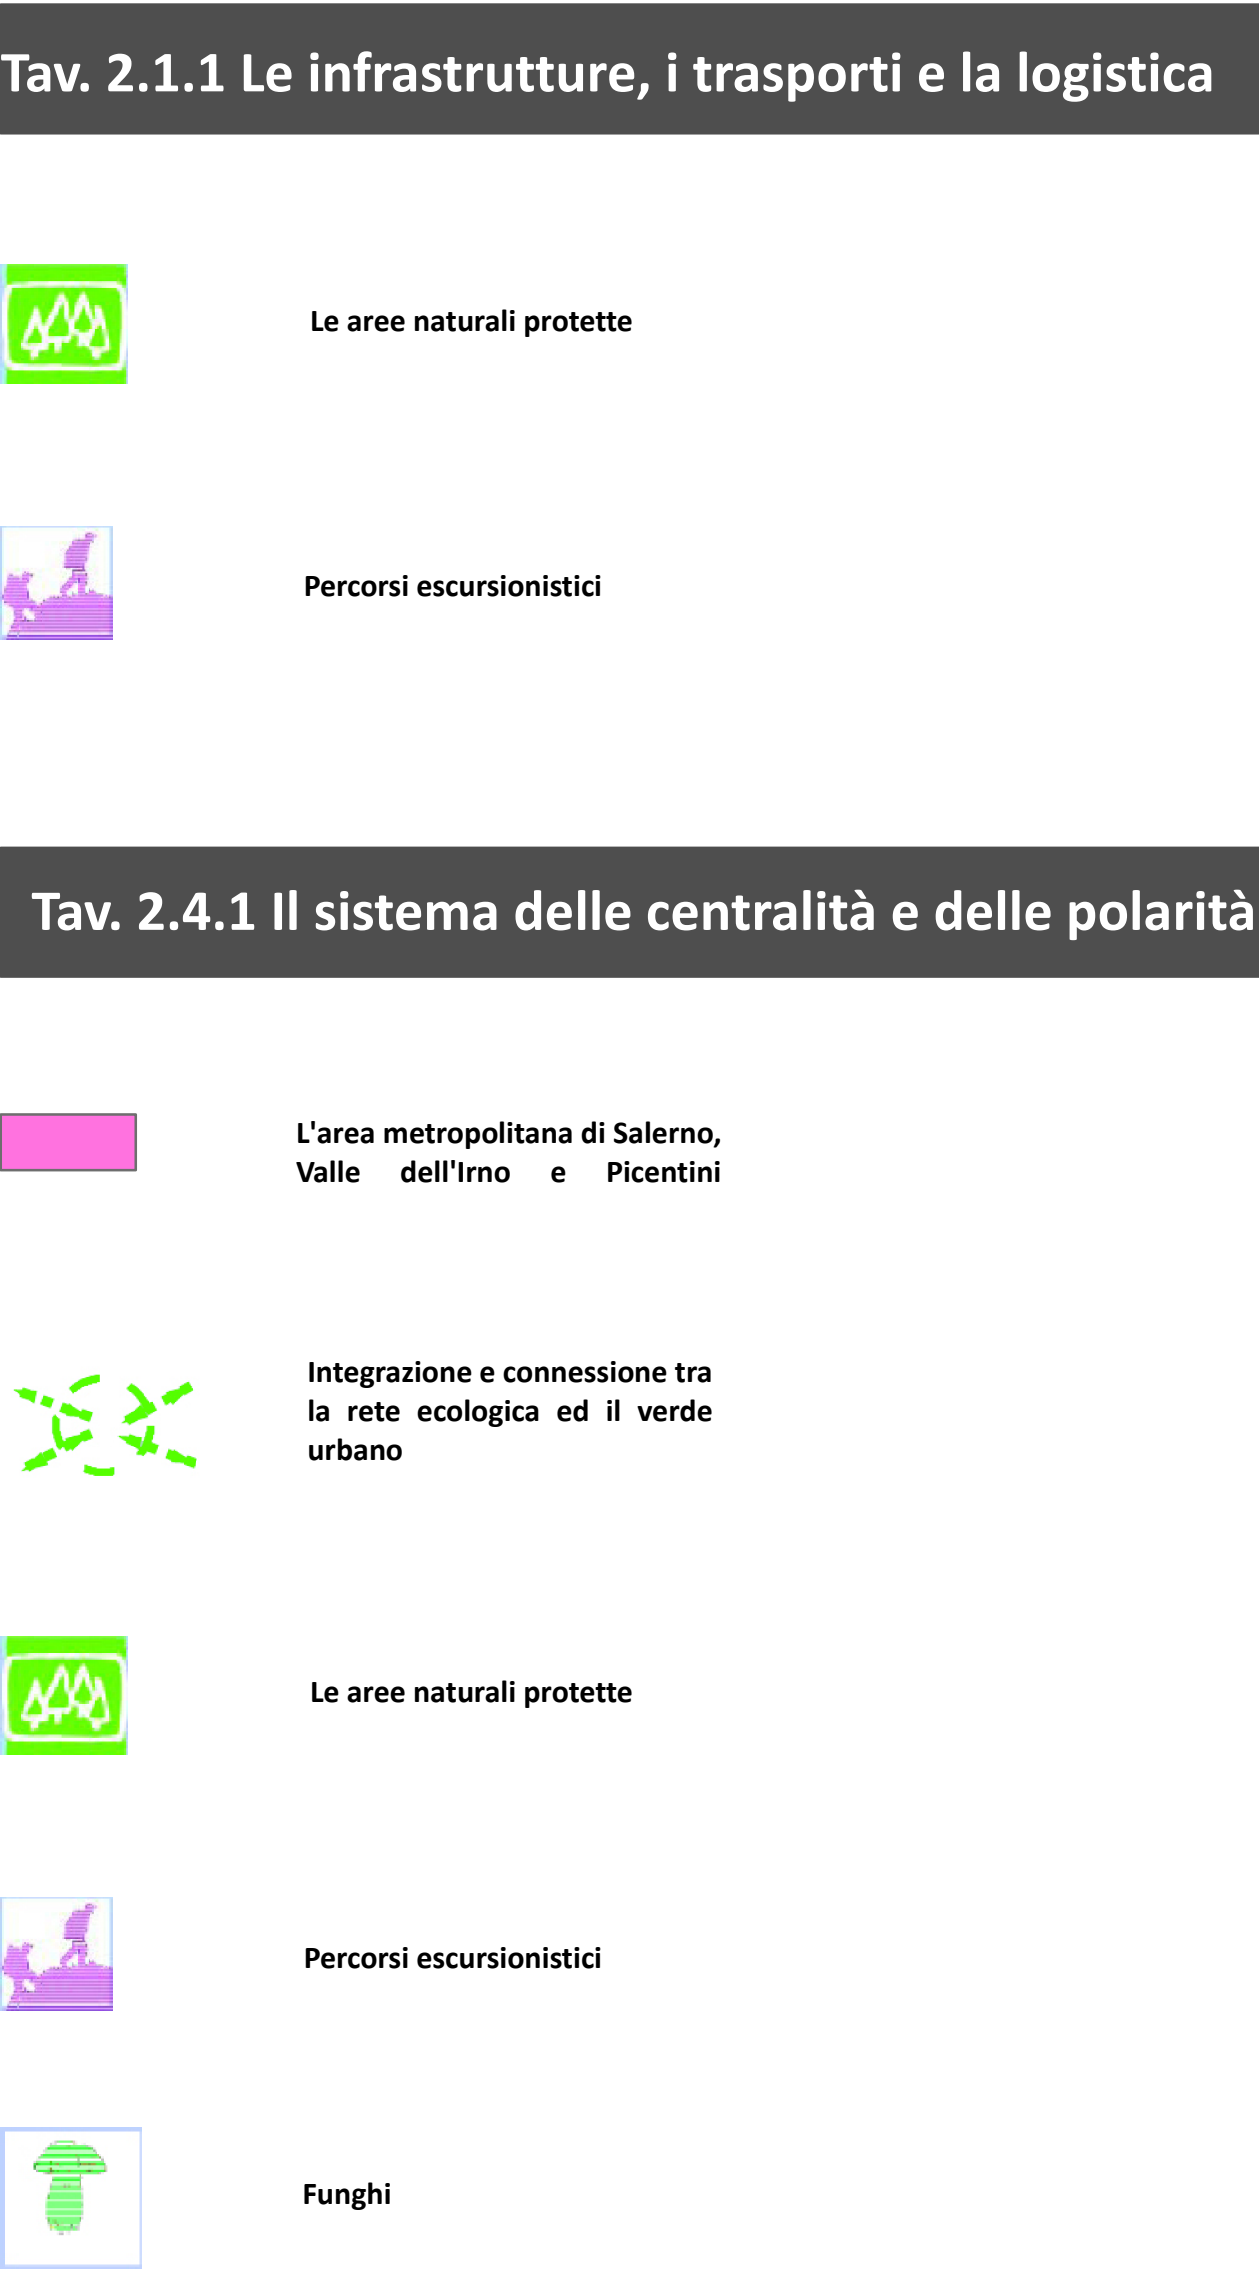 Tav. 2.1.1 Le infrastrutture, i trasporti e la logistica
Le aree naturali protette
Percorsi escursionistici
Tav. 2.4.1 Il sistema delle centralità e delle polarità
L'area metropolitana di Salerno,
Valle dell'Irno e Picentini
Integrazione e connessione tra
la rete ecologica ed il verde
urbano
Le aree naturali protette
Percorsi escursionistici
Funghi